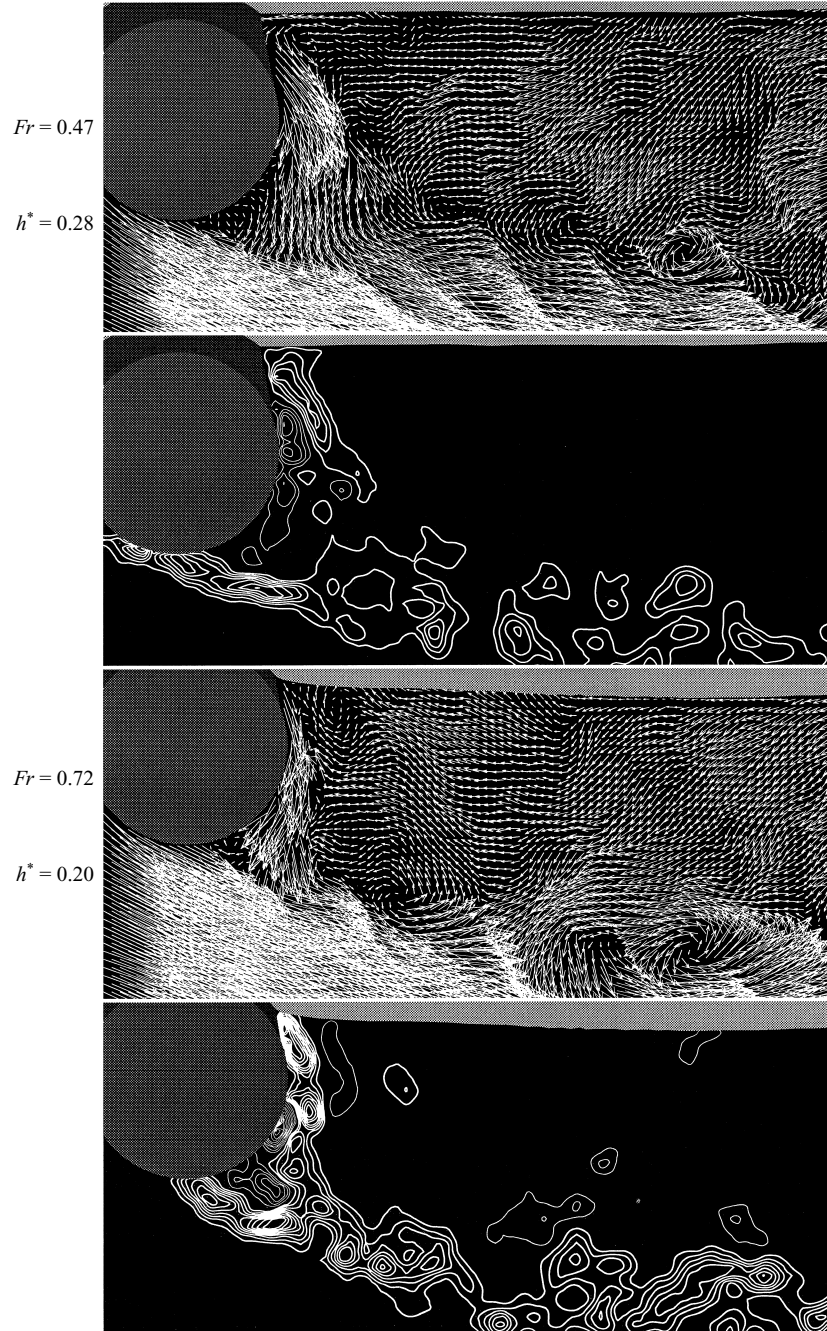 Fr = 0.47
h* = 0.28
Fr = 0.72
h* = 0.20